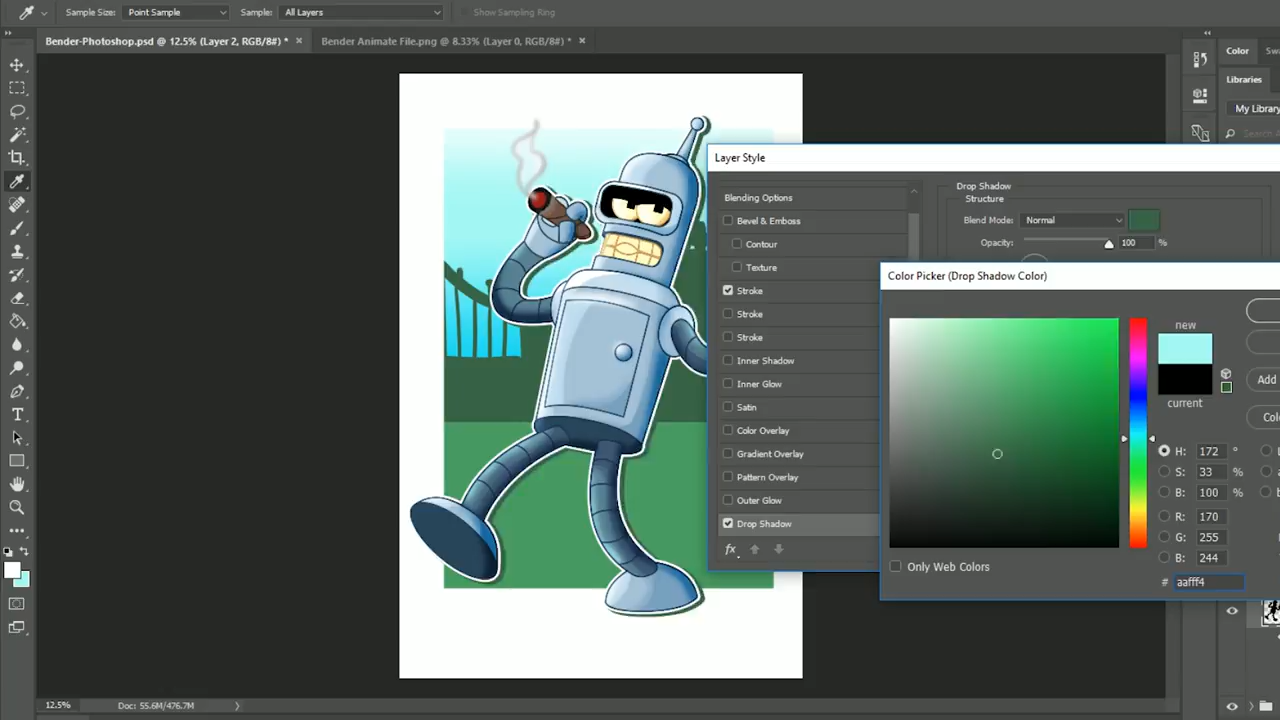 Sample Size: Point Sample Sample: All Layers Show Sampling Ring
Bender-Photoshop.psd @ 12.5% (Layer 2, RGB/8#) * × Bender Animate File.png @ 8.33% (Layer 0, RGB/8#) * ×
Color
Libraries
My Library
Layer Style
Blending Options
Bevel & Emboss
Contour
Texture
Stroke
Stroke
Stroke
Inner Shadow
Inner Glow
Satin
Color Overlay
Gradient Overlay
Pattern Overlay
Outer Glow
Drop Shadow
fx
Drop Shadow
Structure
Blend Mode: Normal
Opacity: 100 %
Color Picker (Drop Shadow Color)
new
current
Add
H: 172 °
S: 33 %
B: 100 %
R: 170
G: 255
B: 244
# aafff4
Only Web Colors
12.5% Doc: 55.6M/476.7M